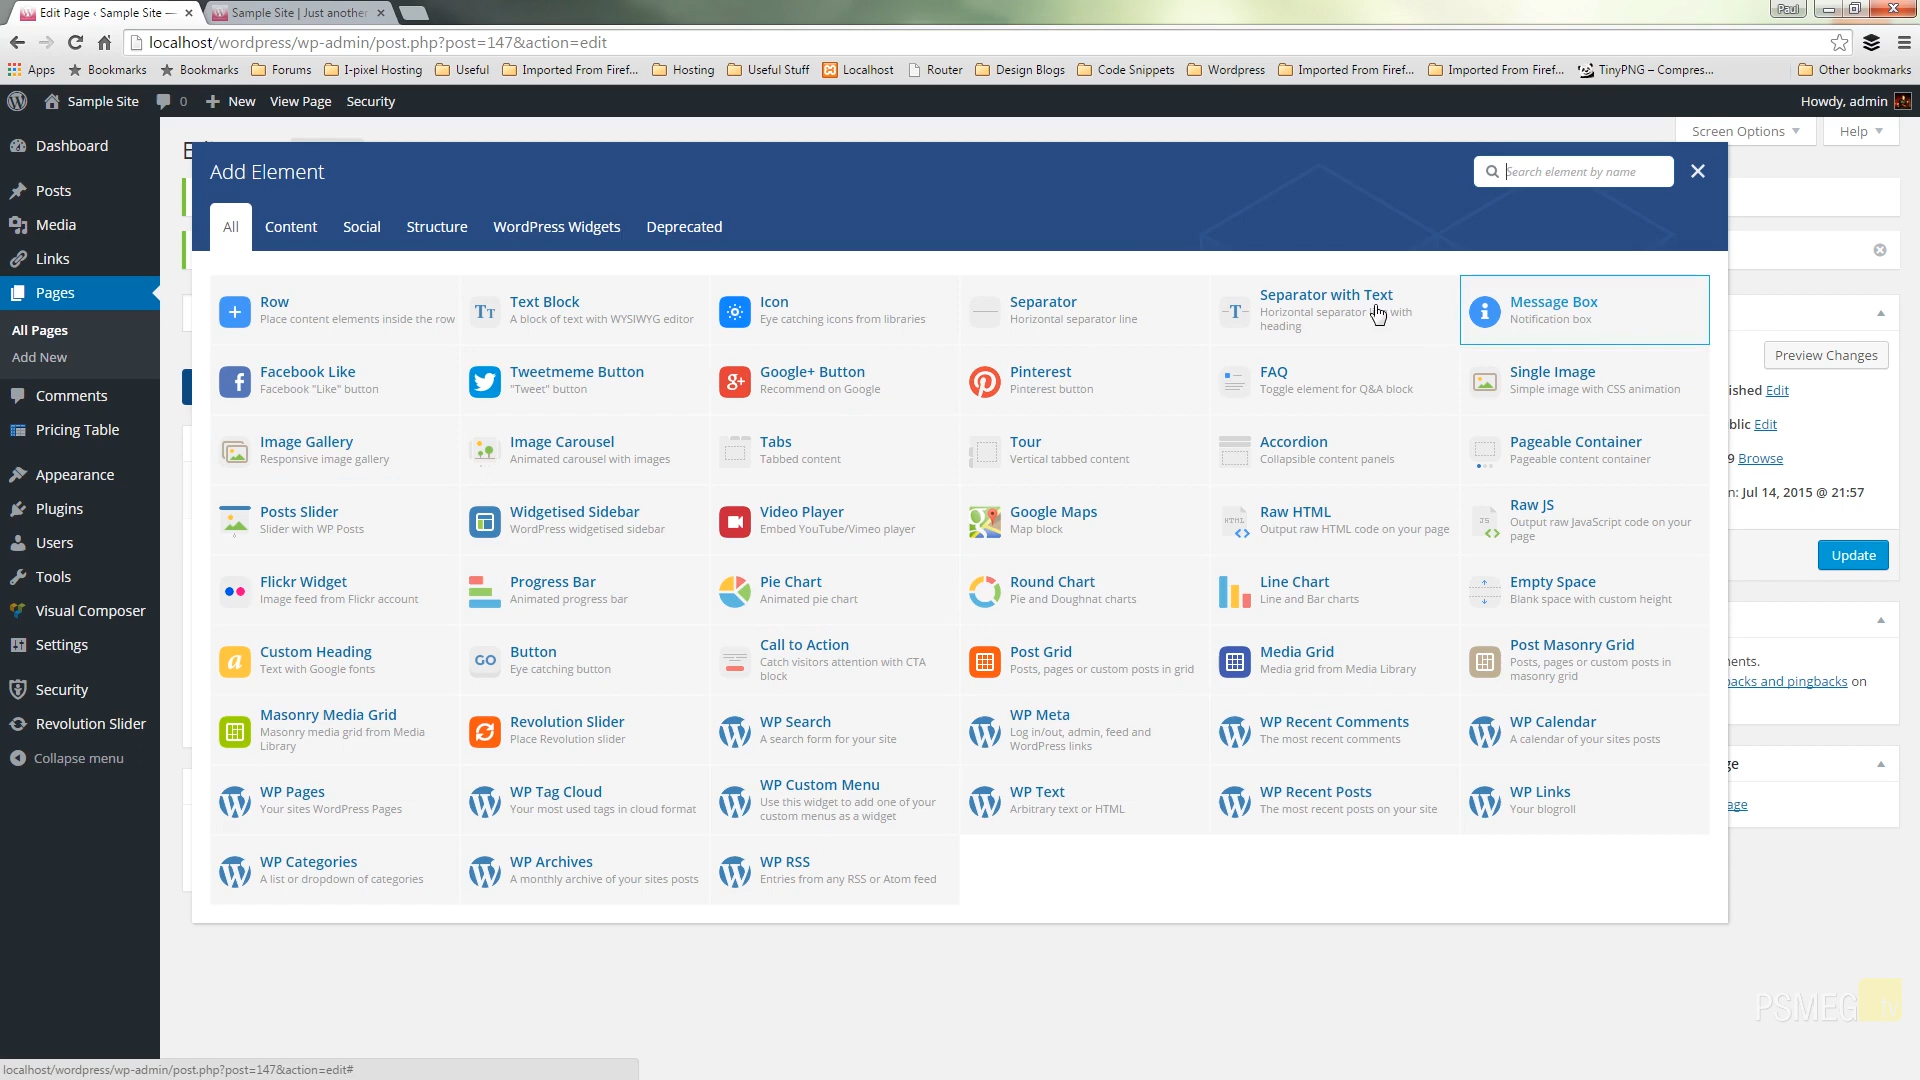 Edit Page ‹ Sample Site —
Sample Site | Just another
Paul
localhost/wordpress/wp-admin/post.php?post=147&action=edit
Apps
Bookmarks
Bookmarks
Forums
I-pixel Hosting
Useful
Imported From Firef...
Hosting
Useful Stuff
Localhost
Router
Design Blogs
Code Snippets
Wordpress
Imported From Firef...
Imported From Firef...
TinyPNG – Compres...
Other bookmarks
Sample Site
0
New
View Page
Security
Howdy, admin
Screen Options
Help
Dashboard
Posts
Media
Links
Pages
All Pages
Add New
Comments
Pricing Table
Appearance
Plugins
Users
Tools
Visual Composer
Settings
Security
Revolution Slider
Collapse menu
Add Element
Search element by name
All
Content
Social
Structure
WordPress Widgets
Deprecated
Row
Place content elements inside the row
Text Block
A block of text with WYSIWYG editor
Icon
Eye catching icons from libraries
Separator
Horizontal separator line
Separator with Text
Horizontal separator with
heading
Message Box
Notification box
Facebook Like
Facebook "Like" button
Tweetmeme Button
"Tweet" button
Google+ Button
Recommend on Google
Pinterest
Pinterest button
FAQ
Toggle element for Q&A block
Single Image
Simple image with CSS animation
Image Gallery
Responsive image gallery
Image Carousel
Animated carousel with images
Tabs
Tabbed content
Tour
Vertical tabbed content
Accordion
Collapsible content panels
Pageable Container
Pageable content container
Posts Slider
Slider with WP Posts
Widgetised Sidebar
WordPress widgetised sidebar
Video Player
Embed YouTube/Vimeo player
Google Maps
Map block
Raw HTML
Output raw HTML code on your page
Raw JS
Output raw JavaScript code on your
page
Flickr Widget
Image feed from Flickr account
Progress Bar
Animated progress bar
Pie Chart
Animated pie chart
Round Chart
Pie and Doughnat charts
Line Chart
Line and Bar charts
Empty Space
Blank space with custom height
Custom Heading
Text with Google fonts
GO
Button
Eye catching button
Call to Action
Catch visitors attention with CTA
block
Post Grid
Posts, pages or custom posts in grid
Media Grid
Media grid from Media Library
Post Masonry Grid
Posts, pages or custom posts in
masonry grid
Masonry Media Grid
Masonry media grid from Media
Library
Revolution Slider
Place Revolution slider
WP Search
A search form for your site
WP Meta
Log in/out, admin, feed and
WordPress links
WP Recent Comments
The most recent comments
WP Calendar
A calendar of your sites posts
WP Pages
Your sites WordPress Pages
WP Tag Cloud
Your most used tags in cloud format
WP Custom Menu
Use this widget to add one of your
custom menus as a widget
WP Text
Arbitrary text or HTML
WP Recent Posts
The most recent posts on your site
WP Links
Your blogroll
WP Categories
A list or dropdown of categories
WP Archives
A monthly archive of your sites posts
WP RSS
Entries from any RSS or Atom feed
Preview Changes
ished Edit
blic Edit
9 Browse
n: Jul 14, 2015 @ 21:57
Update
ents.
backs and pingbacks on
ge
age
PSMEG tv
localhost/wordpress/wp-admin/post.php?post=147&action=edit#